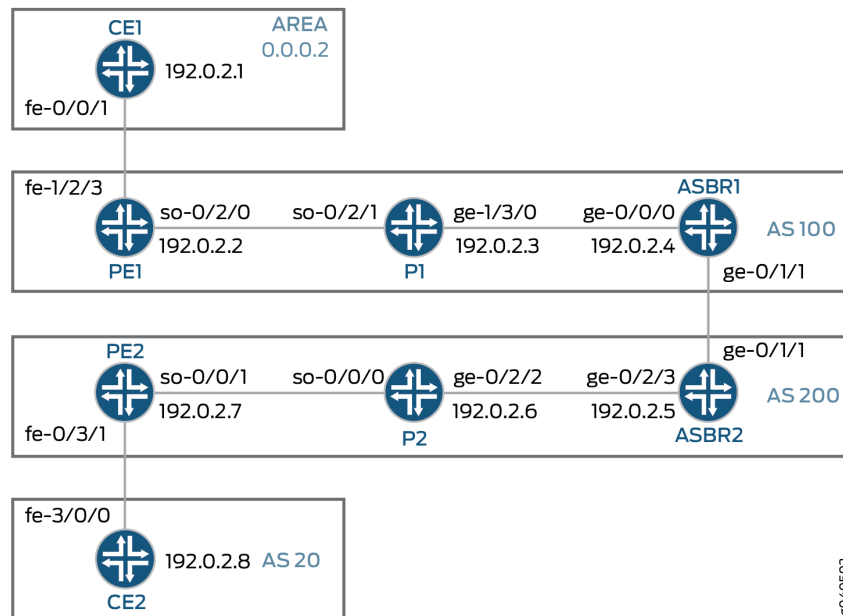 CE1
AREA
0.0.0.2
192.0.2.1
fe-0/0/1
fe-1/2/3
ASBR1
so-0/2/0 so-0/2/1 ge-1/3/0 ge-0/0/0
AS 100
192.0.2.2 192.0.2.3 192.0.2.4
PE1 P1
ge-0/1/1
PE2
ge-0/1/1
so-0/0/1 so-0/0/0 ge-0/2/2 ge-0/2/3
AS 200
192.0.2.7 192.0.2.6 192.0.2.5
fe-0/3/1
P2 ASBR2
fe-3/0/0
192.0.2.8 AS 20
CE2